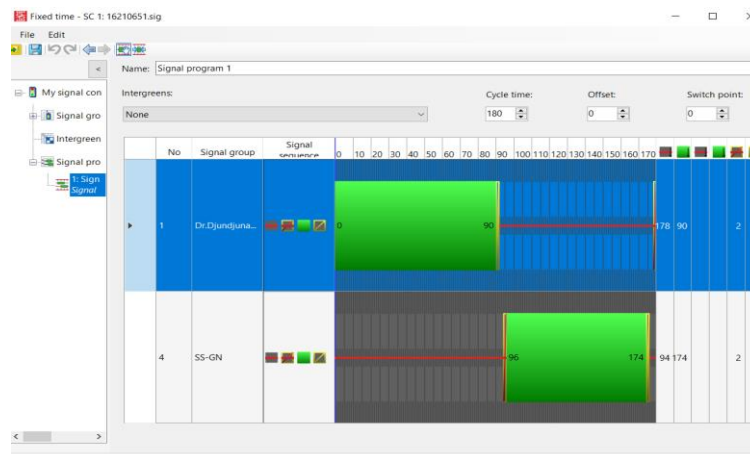 Fixed time - SC 1: 16210651.sig
File Edit
Name: Signal program 1
My signal con
Signal gro
Intergreen
Signal pro
1: Sign
Signal
Intergreens:
None
Cycle time:
180
Offset:
0
Switch point:
0
No Signal group Signal sequence 0 10 20 30 40 50 60 70 80 90 100 110 120 130 140 150 160 170
1 Dr.Djundjuna... 0 90 178 90 2
4 SS-GN 96 174 94 174 2